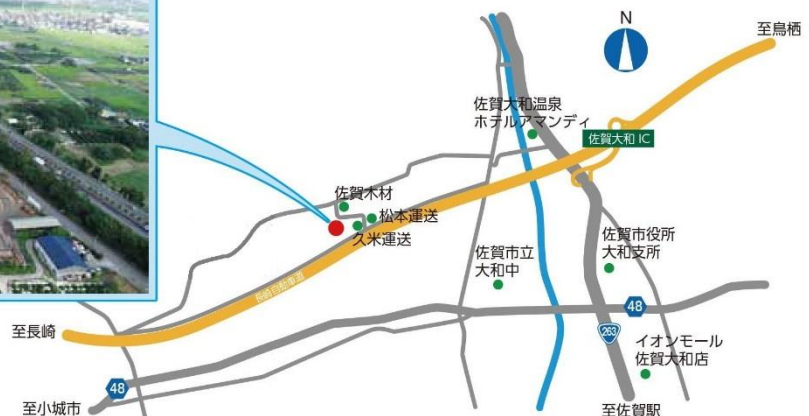 N
至鳥栖
佐賀大和温泉
ホテルアマンディ
佐賀大和 IC
佐賀木材
松本運送
久米運送
佐賀市立
大和中
佐賀市役所
大和支所
長崎自動車道
至長崎
48
263
イオンモール
佐賀大和店
48
至小城市
至佐賀駅